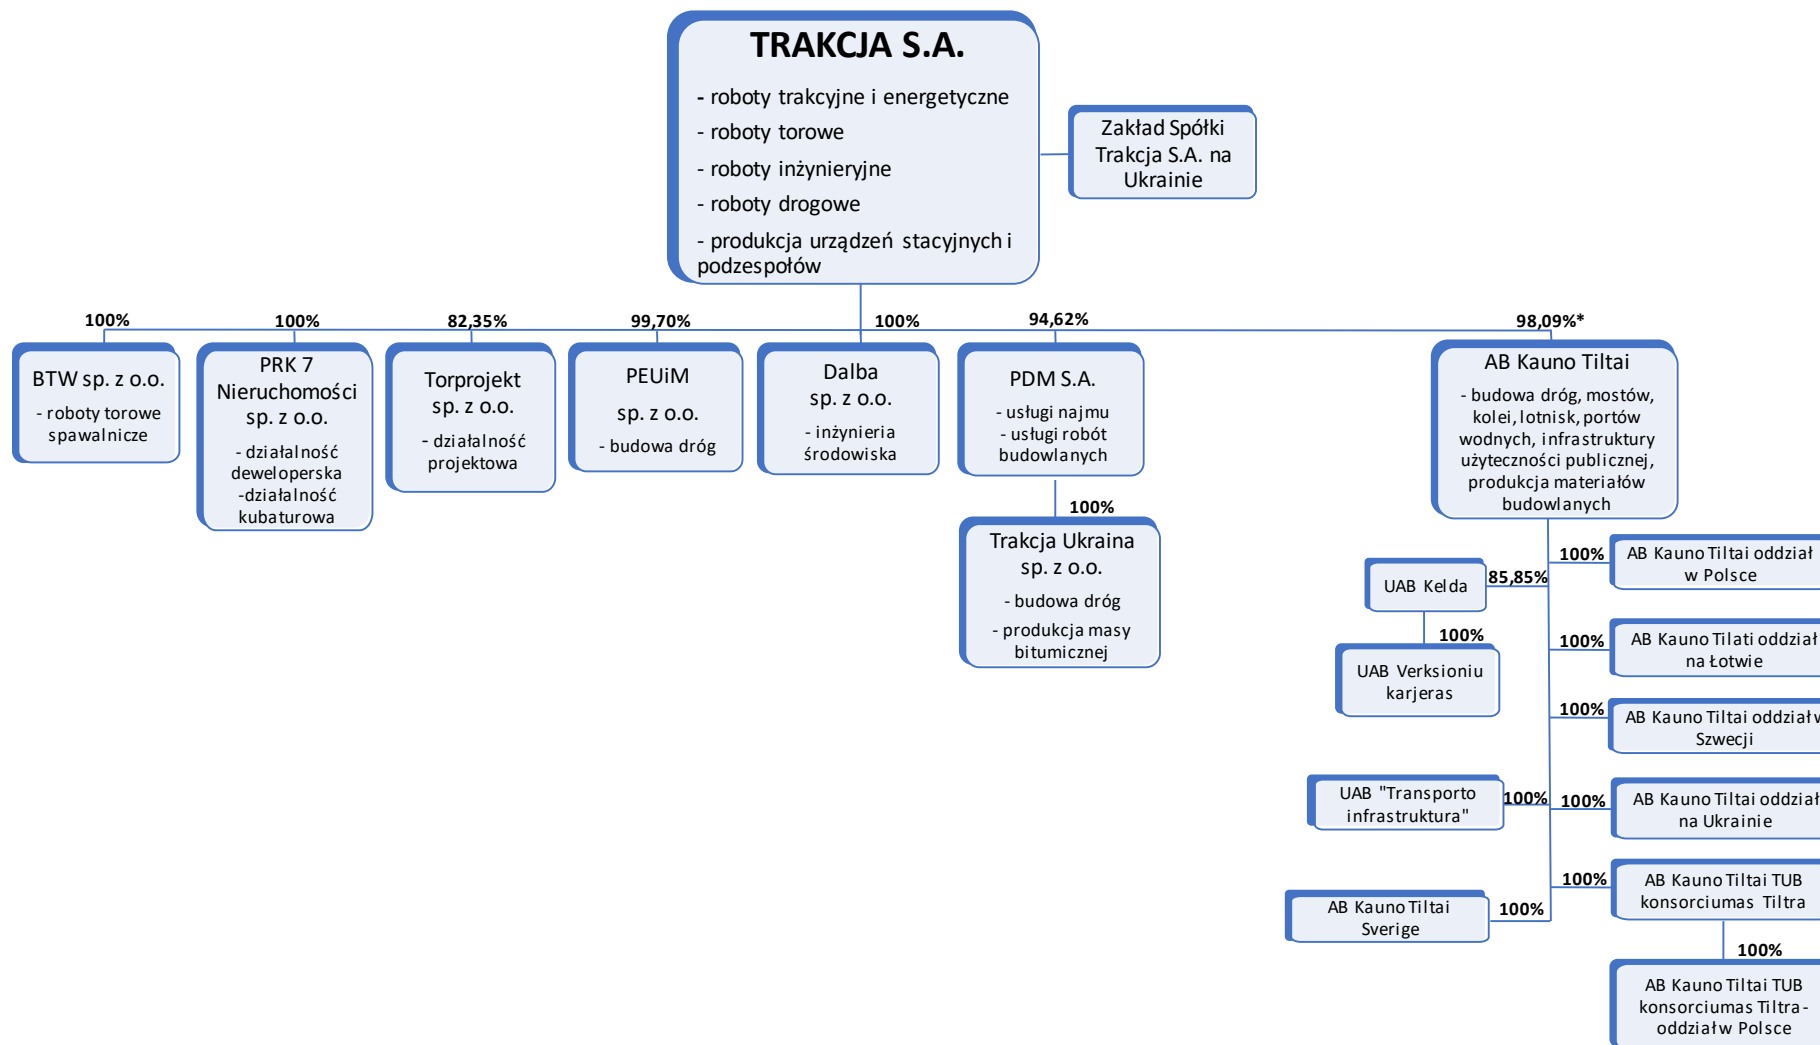 TRAKCJA S.A.
- roboty trakcyjne i energetyczne
- roboty torowe
- roboty inżynieryjne
- roboty drogowe
- produkcja urządzeń stacyjnych i
podzespołów
Zakład Spółki
Trakcja S.A. na
Ukrainie
100%
BTW sp. z o.o.
- roboty torowe
spawalnicze
100%
PRK 7
Nieruchomości
sp. z o.o.
- działalność
deweloperska
-działalność
kubaturowa
82,35%
Torprojekt
sp. z o.o.
- działalność
projektowa
99,70%
PEUiM
sp. z o.o.
- budowa dróg
100%
Dalba
sp. z o.o.
- inżynieria
środowiska
94,62%
PDM S.A.
- usługi najmu
- usługi robót
budowlanych
100%
Trakcja Ukraina
sp. z o.o.
- budowa dróg
- produkcja masy
bitumicznej
98,09%*
AB Kauno Tiltai
- budowa dróg, mostów,
kolei, lotnisk, portów
wodnych, infrastruktury
użyteczności publicznej,
produkcja materiałów
budowlanych
100%
AB Kauno Tiltai oddział
w Polsce
85,85%
UAB Kelda
100%
UAB Verksioniu
karjeras
100%
AB Kauno Tilati oddział
na Łotwie
100%
AB Kauno Tiltai oddział w
Szwecji
100%
UAB "Transporto
infrastruktura"
100%
AB Kauno Tiltai oddział
na Ukrainie
100%
AB Kauno Tiltai TUB
konsorciumas Tiltra
100%
AB Kauno Tiltai
Sverige
100%
AB Kauno Tiltai TUB
konsorciumas Tiltra-
oddział w Polsce